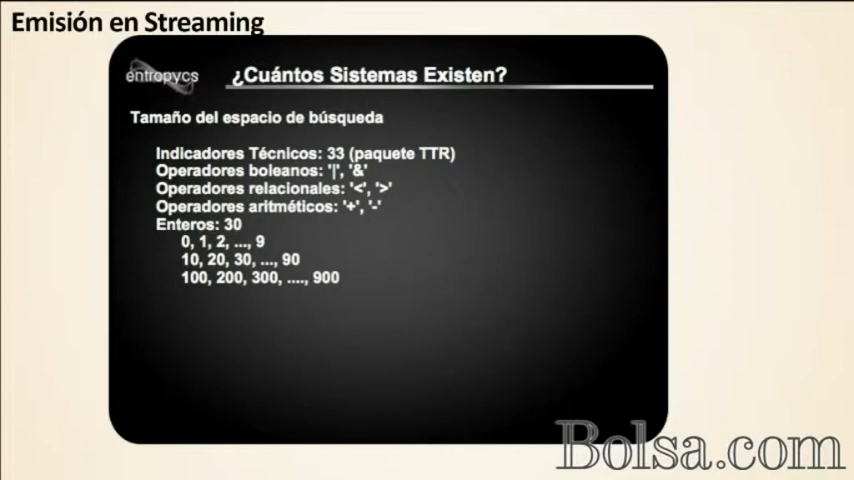 Emisión en Streaming
entropycs
¿Cuántos Sistemas Existen?
Tamaño del espacio de búsqueda
Indicadores Técnicos: 33 (paquete TTR)
Operadores boleanos: '|', '&'
Operadores relacionales: '<', '>'
Operadores aritméticos: '+', '-'
Enteros: 30
0, 1, 2, ..., 9
10, 20, 30, ..., 90
100, 200, 300, ...., 900
Bolsa.com